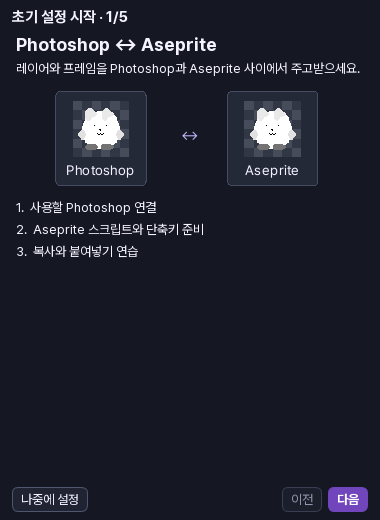 초기 설정 시작 · 1/5
Photoshop ↔ Aseprite
레이어와 프레임을 Photoshop과 Aseprite 사이에서 주고받으세요.
Photoshop ↔ Aseprite
1. 사용할 Photoshop 연결
2. Aseprite 스크립트와 단축키 준비
3. 복사와 붙여넣기 연습
나중에 설정 이전 다음